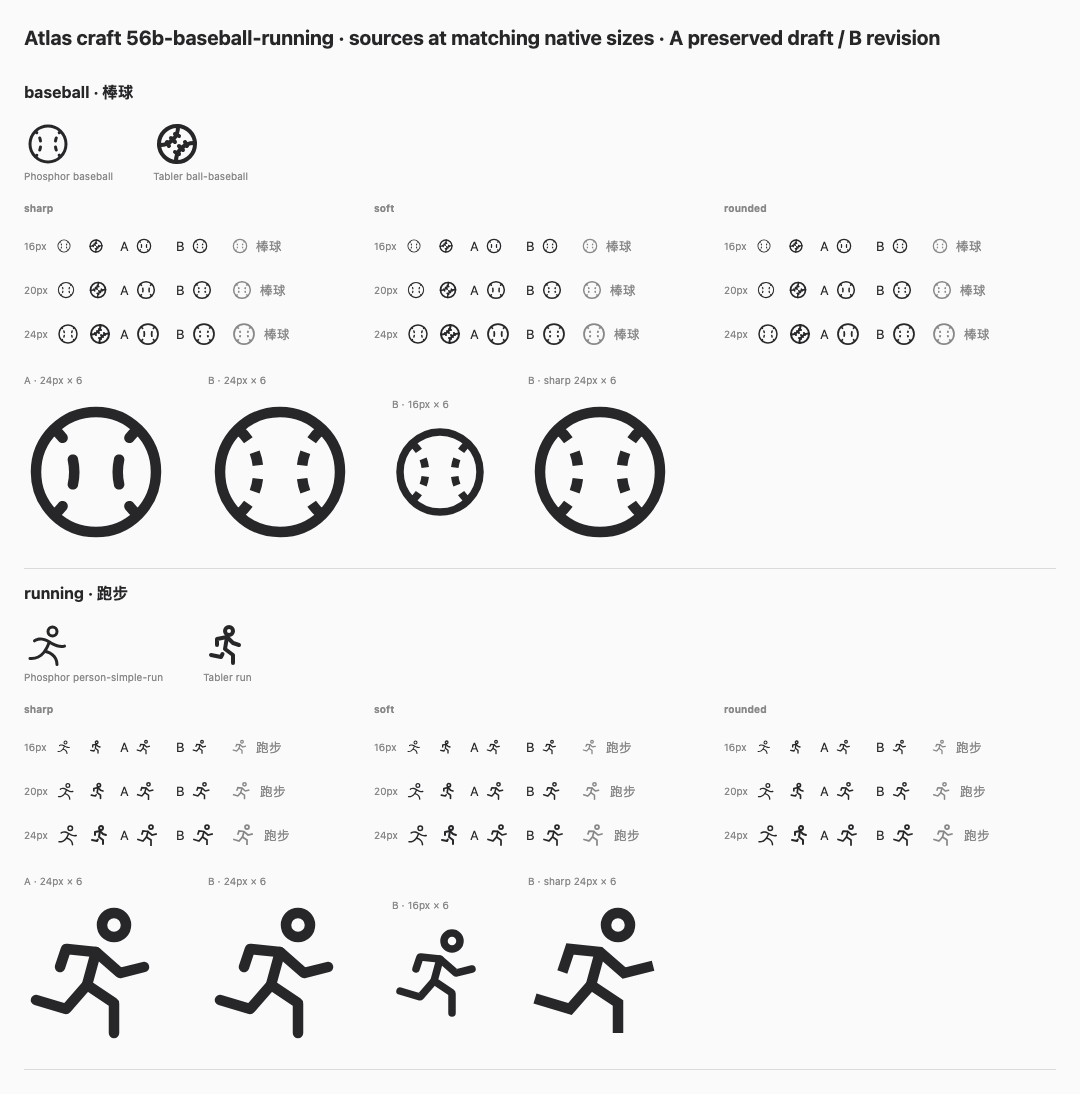 Atlas craft 56b-baseball-running · sources at matching native sizes · A preserved draft / B revision
baseball · 棒球
Phosphor baseball
Tabler ball-baseball
sharp
soft
rounded
16px A B 棒球
16px A B 棒球
16px A B 棒球
20px A B 棒球
20px A B 棒球
20px A B 棒球
24px A B 棒球
24px A B 棒球
24px A B 棒球
A · 24px × 6
B · 24px × 6
B · 16px × 6
B · sharp 24px × 6
running · 跑步
Phosphor person-simple-run
Tabler run
sharp
soft
rounded
16px A B 跑步
16px A B 跑步
16px A B 跑步
20px A B 跑步
20px A B 跑步
20px A B 跑步
24px A B 跑步
24px A B 跑步
24px A B 跑步
A · 24px × 6
B · 24px × 6
B · 16px × 6
B · sharp 24px × 6